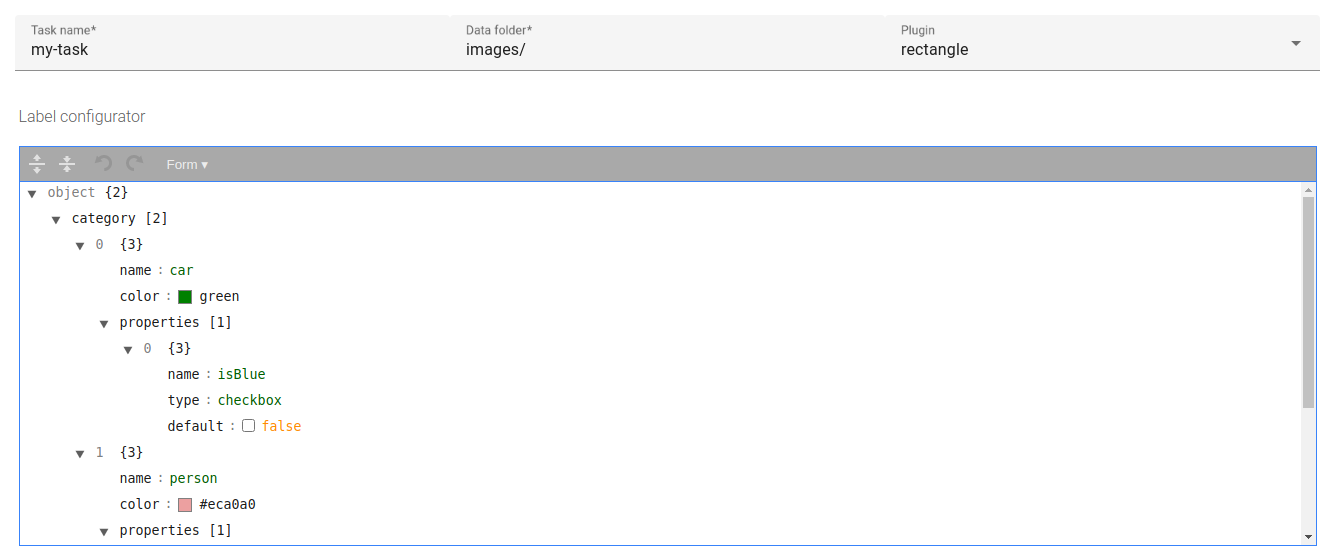 Task name* Data folder* Plugin
my-task images/ rectangle
Label configurator
Form ▾
object {2}
category [2]
0 {3}
name : car
color : green
properties [1]
0 {3}
name : isBlue
type : checkbox
default : false
1 {3}
name : person
color : #eca0a0
properties [1]